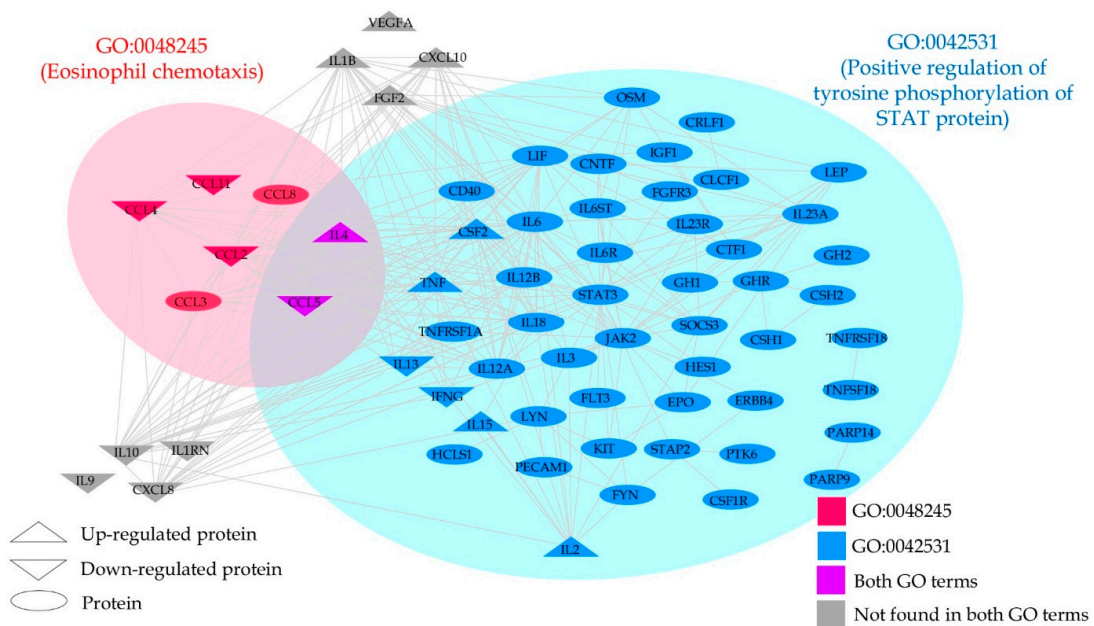 VEGFA
GO:0048245
(Eosinophil chemotaxis)
IL1B
CXCL10
FGF2
GO:0042531
(Positive regulation of
tyrosine phosphorylation of
STAT protein)
OSM
CRLF1
LIF
CNTF
IGF1
CLCF1
LEP
CD40
FGFR3
CCL11
CCL8
CCL4
IL6
IL6ST
IL23R
IL23A
CSF2
IL4
CCL2
IL6R
CTF1
GH2
TNF
IL12B
GH1
GHR
CCL3
CCL5
STAT3
CSH2
TNFRSF1A
IL18
JAK2
SOCS3
CSH1
TNFRSF18
IL13
IL12A
IL3
HES1
IFNG
FLT3
EPO
ERBB4
TNFSF18
IL15
LYN
PARP14
IL10
IL1RN
HCLS1
KIT
STAP2
PTK6
PECAM1
IL9
CXCL8
FYN
CSF1R
PARP9
IL2
Up-regulated protein
Down-regulated protein
Protein
GO:0048245
GO:0042531
Both GO terms
Not found in both GO terms